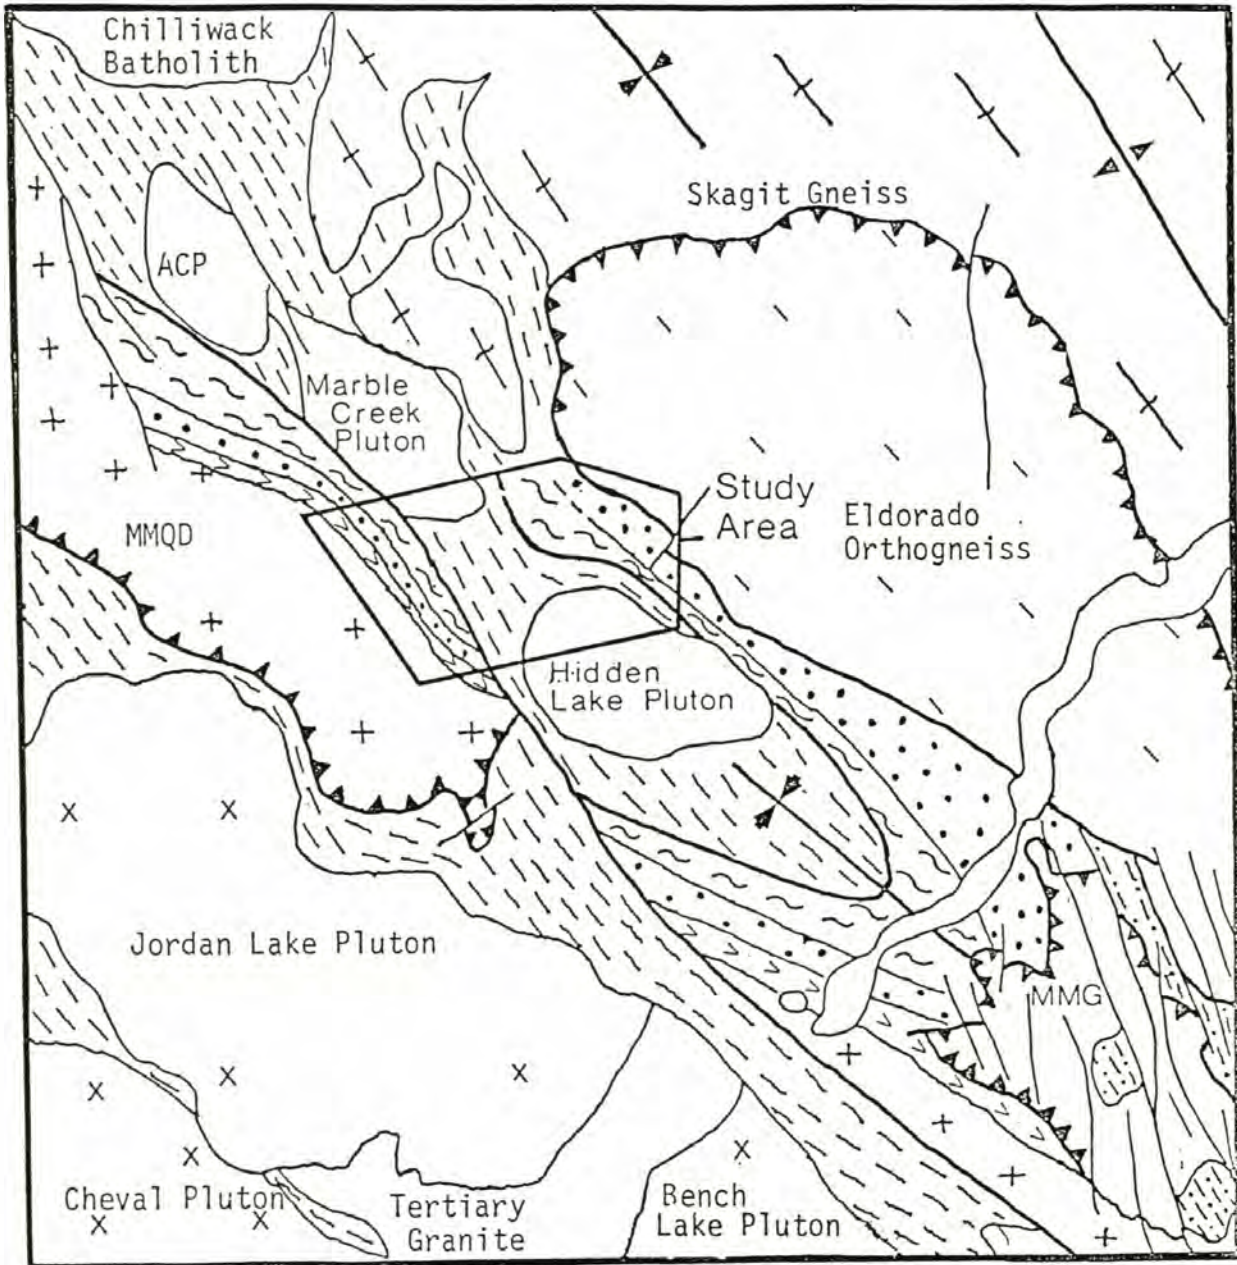 Chilliwack
Batholith
Skagit Gneiss
ACP
Marble
Creek
Pluton
Study
Area
Eldorado
Orthogneiss
MMQD
Hidden
Lake Pluton
Jordan Lake Pluton
MMG
Cheval Pluton
Tertiary
Granite
Bench
Lake Pluton